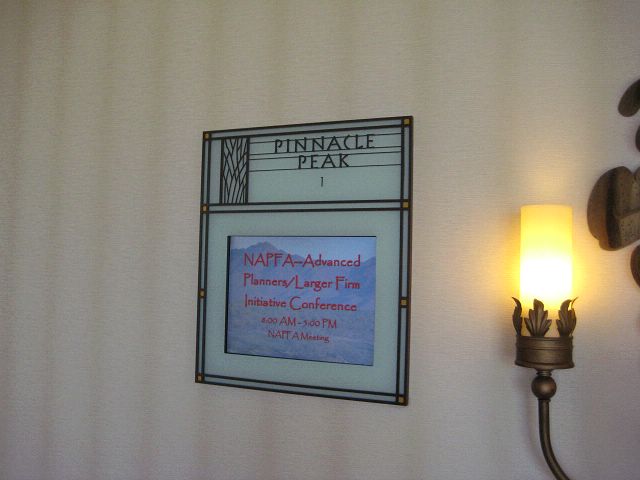 PINNACLE
PEAK
1
NAPFA--Advanced
Planners/Larger Firm
Initiative Conference
8:00 AM - 5:00 PM
NAPFA Meeting